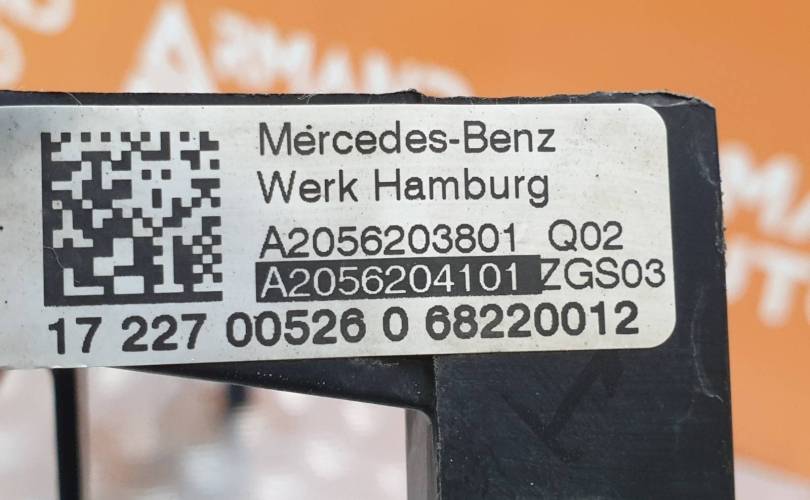 Mercedes-Benz
Werk Hamburg
A2056203801 Q02
A2056204101 ZGS03
17 227 00526 0 68220012